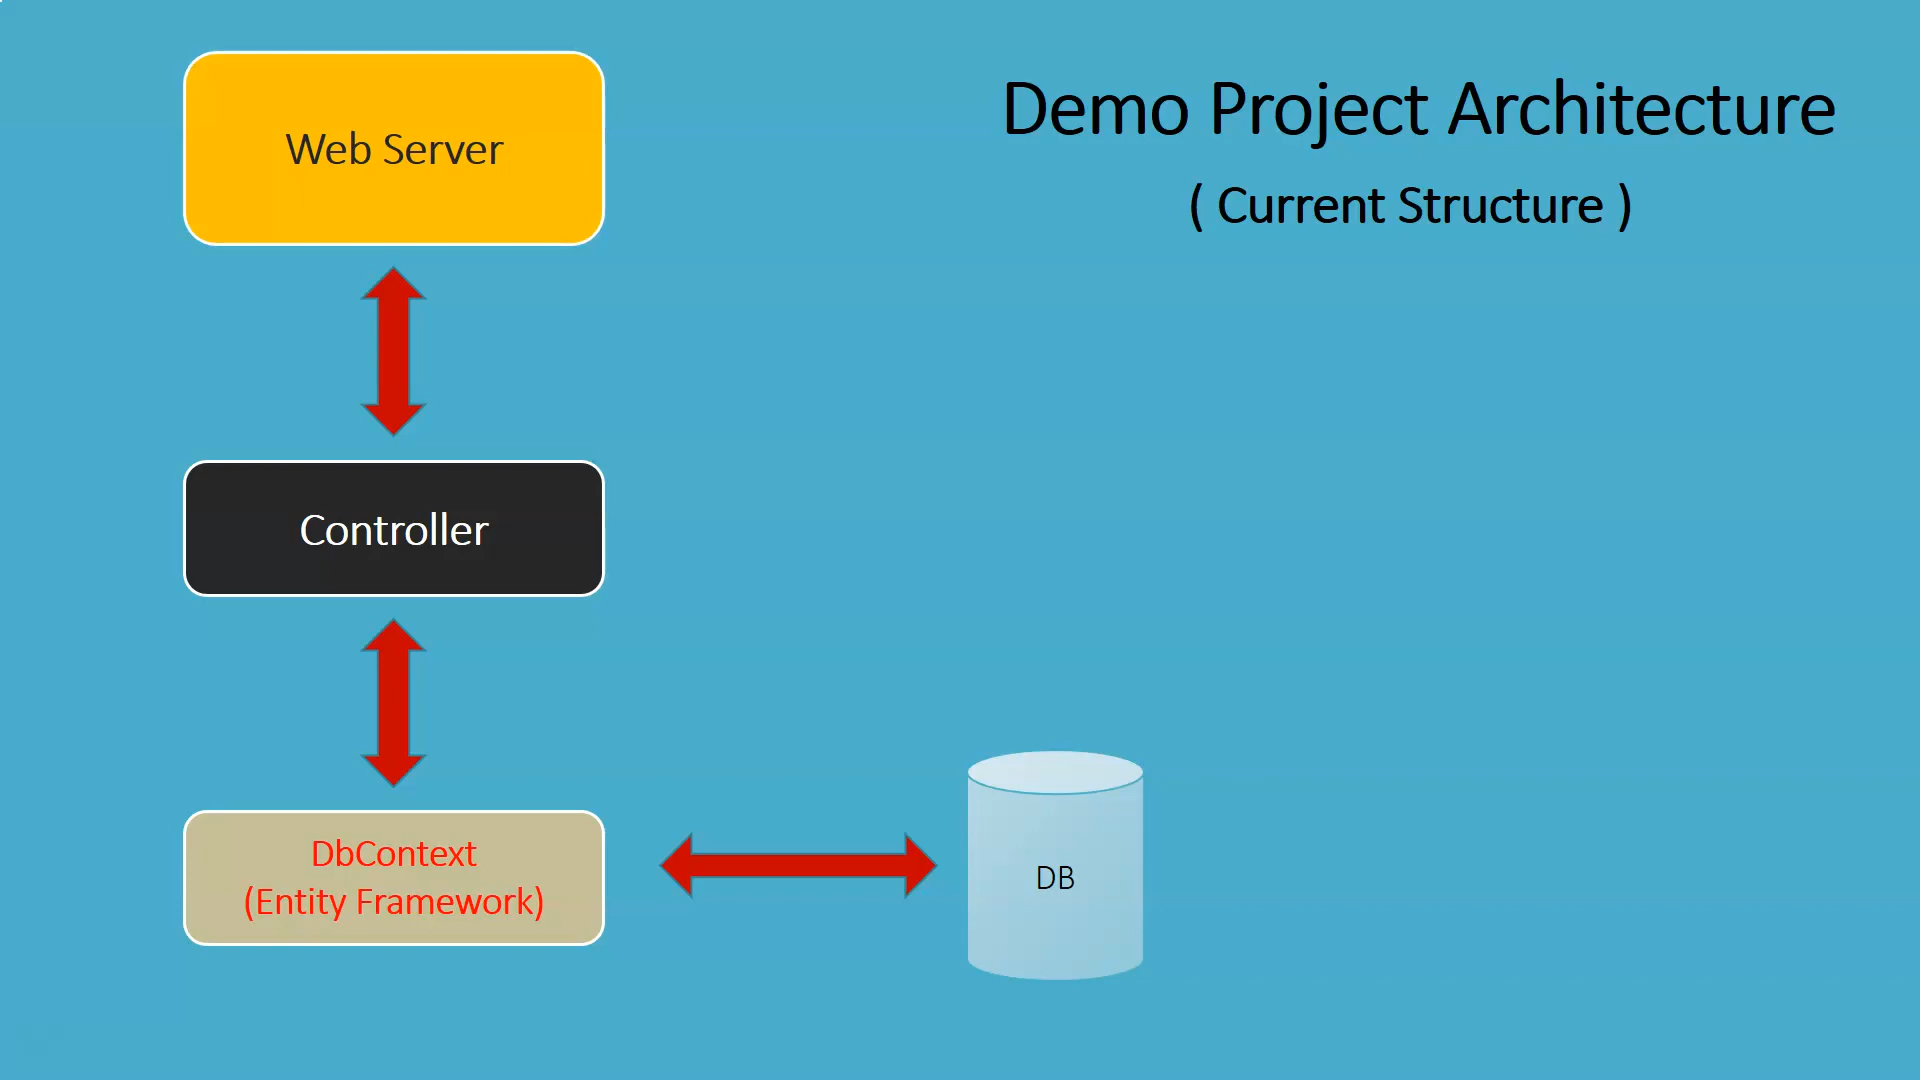 Demo Project Architecture
( Current Structure )
Web Server
Controller
DbContext
(Entity Framework)
DB